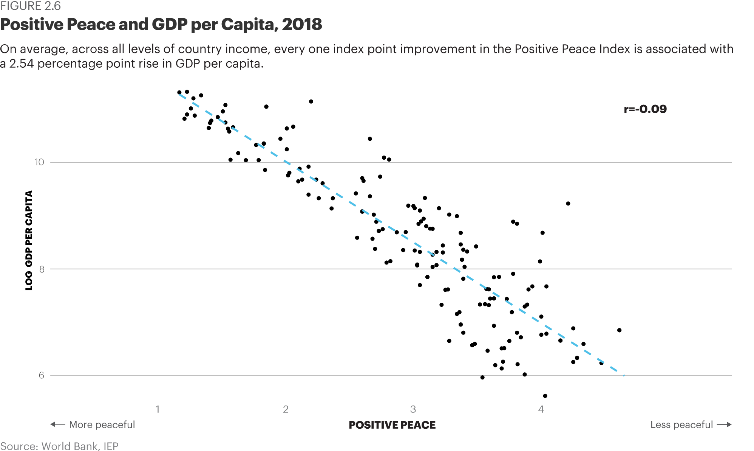 FIGURE 2.6
Positive Peace and GDP per Capita, 2018
On average, across all levels of country income, every one index point improvement in the Positive Peace Index is associated with
a 2.54 percentage point rise in GDP per capita.
r=-0.09
10
8
6
LOO GDP PER CAPITA
1 2 3 4
More peaceful POSITIVE PEACE Less peaceful
Source: World Bank, IEP